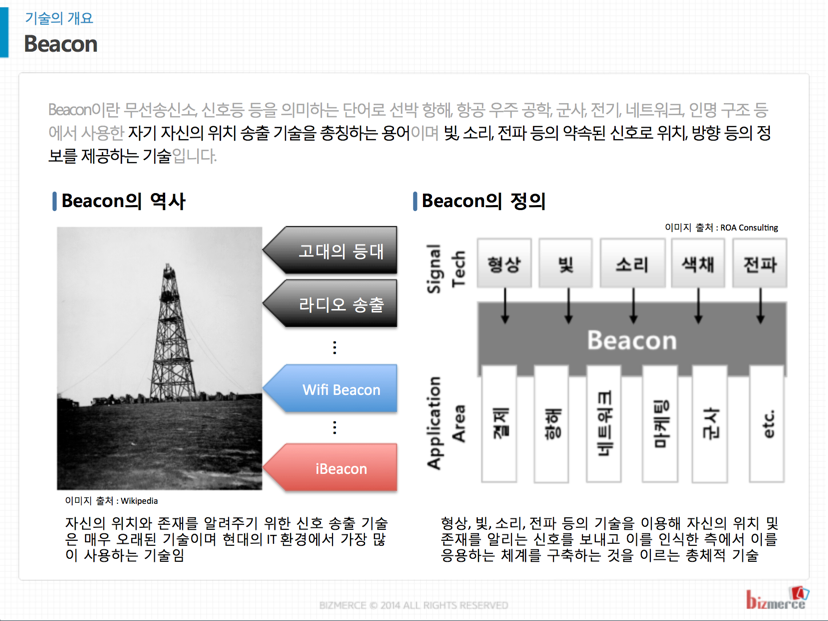 기술의 개요
Beacon
Beacon이란 무선송신소, 신호등 등을 의미하는 단어로 선박 항해, 항공 우주 공학, 군사, 전기, 네트워크, 인명 구조 등
에서 사용한 자기 자신의 위치 송출 기술을 총칭하는 용어이며 빛, 소리, 전파 등의 약속된 신호로 위치, 방향 등의 정
보를 제공하는 기술입니다.
Beacon의 역사
고대의 등대
라디오 송출
⋮
Wifi Beacon
⋮
iBeacon
이미지 출처 : Wikipedia
자신의 위치와 존재를 알려주기 위한 신호 송출 기술
은 매우 오래된 기술이며 현대의 IT 환경에서 가장 많
이 사용하는 기술임
Beacon의 정의
이미지 출처 : ROA Consulting
Signal
Tech
형상
빛
소리
색채
전파
Beacon
Application
Area
결제
항해
네트워크
마케팅
군사
etc.
형상, 빛, 소리, 전파 등의 기술을 이용해 자신의 위치 및
존재를 알리는 신호를 보내고 이를 인식한 측에서 이를
응용하는 체계를 구축하는 것을 이르는 총체적 기술
BIZMERCE © 2014 ALL RIGHTS RESERVED
bizmerce